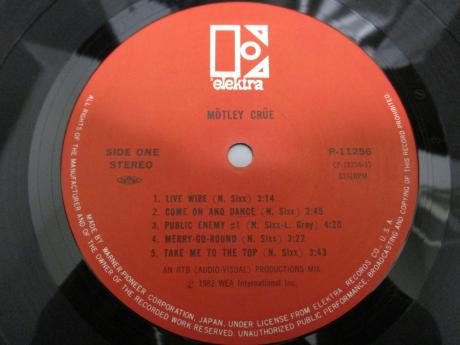 elektra
MÖTLEY CRÜE
SIDE ONE
STEREO
P-11256
(P-11256-1)
33⅓RPM
1. LIVE WIRE (N. Sixx) 3:14
2. COME ON AND DANCE (N. Sixx) 2:45
3. PUBLIC ENEMY #1 (N. Sixx-L. Grey) 4:20
4. MERRY-GO-ROUND (N. Sixx) 3:22
5. TAKE ME TO THE TOP (N. Sixx) 3:43
AN RTB (AUDIO-VISUAL) PRODUCTIONS MIX.
Ⓟ 1982 WEA International Inc.
ALL RIGHTS OF THE MANUFACTURER AND OF THE OWNER OF THE RECORDED WORK RESERVED. UNAUTHORIZED PUBLIC PERFORMANCE, BROADCASTING AND COPYING OF THIS RECORD PROHIBITED.
MADE BY WARNER-PIONEER CORPORATION, JAPAN, UNDER LICENSE FROM ELEKTRA RECORDS CO., U.S.A.